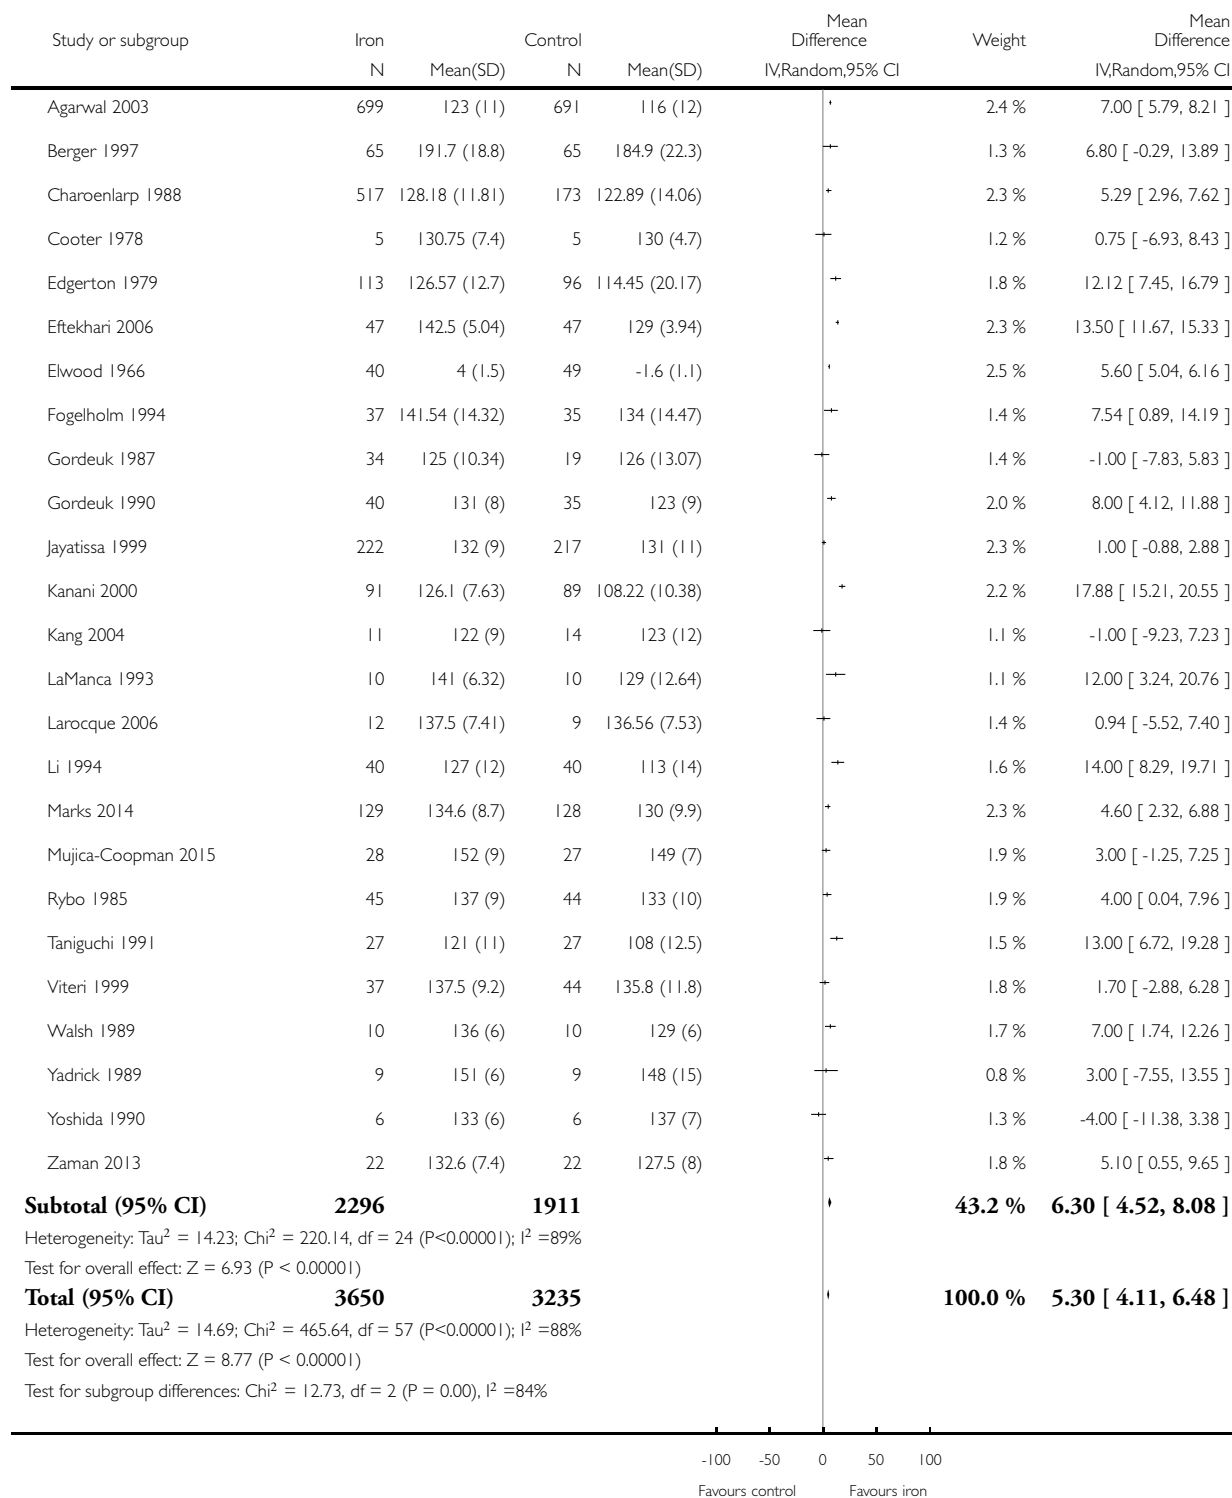 Study or subgroup Iron Control Mean Difference Weight Mean Difference
N Mean(SD) N Mean(SD) IV,Random,95% CI IV,Random,95% CI
Agarwal 2003 699 123 (11) 691 116 (12) 2.4 % 7.00 [ 5.79, 8.21 ]
Berger 1997 65 191.7 (18.8) 65 184.9 (22.3) 1.3 % 6.80 [ -0.29, 13.89 ]
Charoenlarp 1988 517 128.18 (11.81) 173 122.89 (14.06) 2.3 % 5.29 [ 2.96, 7.62 ]
Cooter 1978 5 130.75 (7.4) 5 130 (4.7) 1.2 % 0.75 [ -6.93, 8.43 ]
Edgerton 1979 113 126.57 (12.7) 96 114.45 (20.17) 1.8 % 12.12 [ 7.45, 16.79 ]
Eftekhari 2006 47 142.5 (5.04) 47 129 (3.94) 2.3 % 13.50 [ 11.67, 15.33 ]
Elwood 1966 40 4 (1.5) 49 -1.6 (1.1) 2.5 % 5.60 [ 5.04, 6.16 ]
Fogelholm 1994 37 141.54 (14.32) 35 134 (14.47) 1.4 % 7.54 [ 0.89, 14.19 ]
Gordeuk 1987 34 125 (10.34) 19 126 (13.07) 1.4 % -1.00 [ -7.83, 5.83 ]
Gordeuk 1990 40 131 (8) 35 123 (9) 2.0 % 8.00 [ 4.12, 11.88 ]
Jayatissa 1999 222 132 (9) 217 131 (11) 2.3 % 1.00 [ -0.88, 2.88 ]
Kanani 2000 91 126.1 (7.63) 89 108.22 (10.38) 2.2 % 17.88 [ 15.21, 20.55 ]
Kang 2004 11 122 (9) 14 123 (12) 1.1 % -1.00 [ -9.23, 7.23 ]
LaManca 1993 10 141 (6.32) 10 129 (12.64) 1.1 % 12.00 [ 3.24, 20.76 ]
Larocque 2006 12 137.5 (7.41) 9 136.56 (7.53) 1.4 % 0.94 [ -5.52, 7.40 ]
Li 1994 40 127 (12) 40 113 (14) 1.6 % 14.00 [ 8.29, 19.71 ]
Marks 2014 129 134.6 (8.7) 128 130 (9.9) 2.3 % 4.60 [ 2.32, 6.88 ]
Mujica-Coopman 2015 28 152 (9) 27 149 (7) 1.9 % 3.00 [ -1.25, 7.25 ]
Rybo 1985 45 137 (9) 44 133 (10) 1.9 % 4.00 [ 0.04, 7.96 ]
Taniguchi 1991 27 121 (11) 27 108 (12.5) 1.5 % 13.00 [ 6.72, 19.28 ]
Viteri 1999 37 137.5 (9.2) 44 135.8 (11.8) 1.8 % 1.70 [ -2.88, 6.28 ]
Walsh 1989 10 136 (6) 10 129 (6) 1.7 % 7.00 [ 1.74, 12.26 ]
Yadrick 1989 9 151 (6) 9 148 (15) 0.8 % 3.00 [ -7.55, 13.55 ]
Yoshida 1990 6 133 (6) 6 137 (7) 1.3 % -4.00 [ -11.38, 3.38 ]
Zaman 2013 22 132.6 (7.4) 22 127.5 (8) 1.8 % 5.10 [ 0.55, 9.65 ]
Subtotal (95% CI) 2296 1911 43.2 % 6.30 [ 4.52, 8.08 ]
Heterogeneity: Tau² = 14.23; Chi² = 220.14, df = 24 (P<0.00001); I² =89%
Test for overall effect: Z = 6.93 (P < 0.00001)
Total (95% CI) 3650 3235 100.0 % 5.30 [ 4.11, 6.48 ]
Heterogeneity: Tau² = 14.69; Chi² = 465.64, df = 57 (P<0.00001); I² =88%
Test for overall effect: Z = 8.77 (P < 0.00001)
Test for subgroup differences: Chi² = 12.73, df = 2 (P = 0.00), I² =84%
-100 -50 0 50 100
Favours control Favours iron